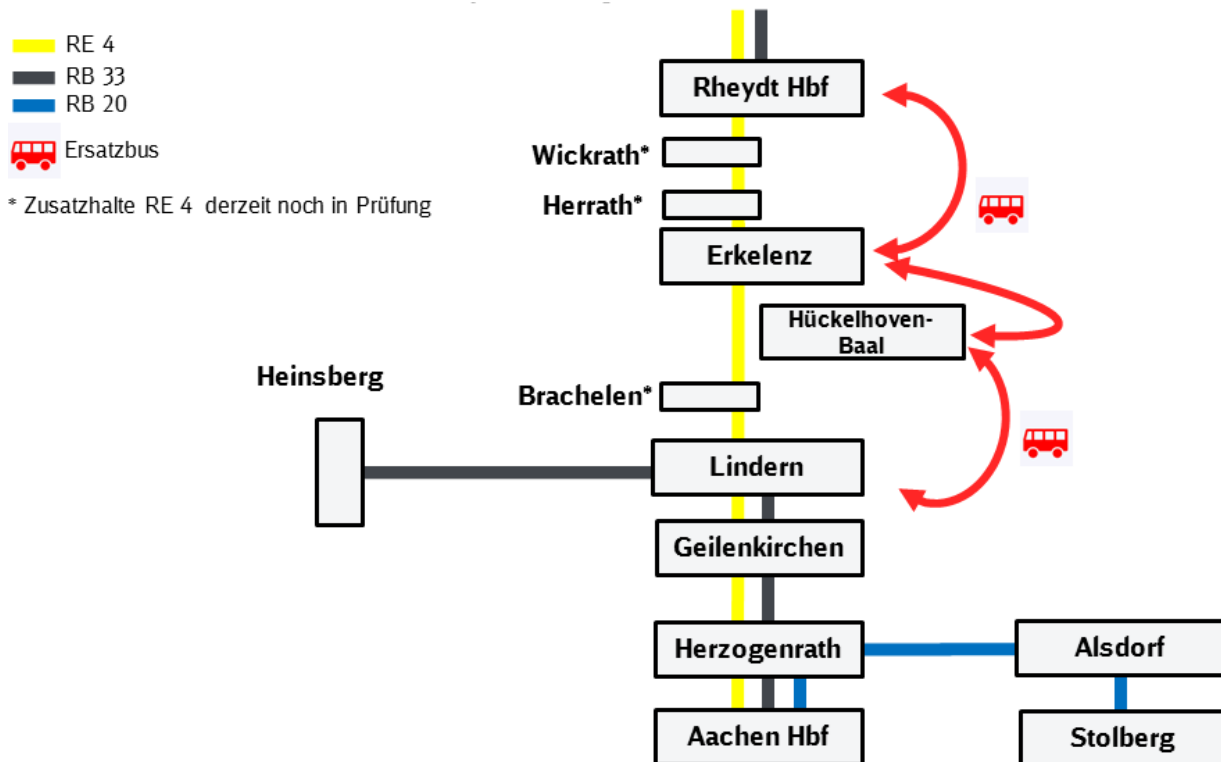 RE 4
RB 33
RB 20
Ersatzbus
* Zusatzhalte RE 4 derzeit noch in Prüfung
Rheydt Hbf
Wickrath*
Herrath*
Erkelenz
Hückelhoven-
Baal
Heinsberg
Brachelen*
Lindern
Geilenkirchen
Herzogenrath
Alsdorf
Aachen Hbf
Stolberg